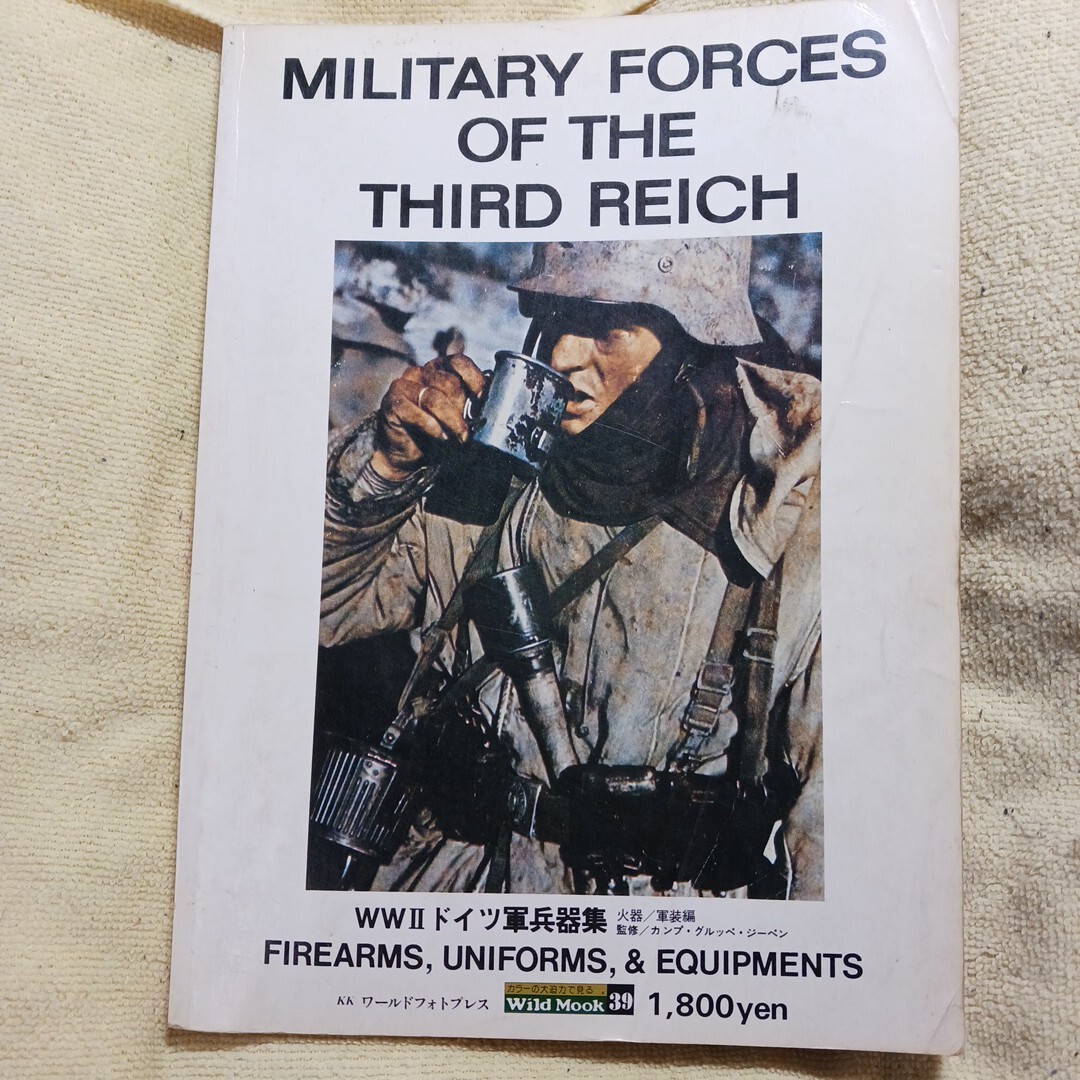 MILITARY FORCES
OF THE
THIRD REICH
WWⅡドイツ軍兵器集
火器／軍装編
監修／カンプ・グルッペ・ジーベン
FIREARMS, UNIFORMS, & EQUIPMENTS
KK ワールドフォトプレス
カラーの大迫力で見る
Wild Mook 39
1,800yen